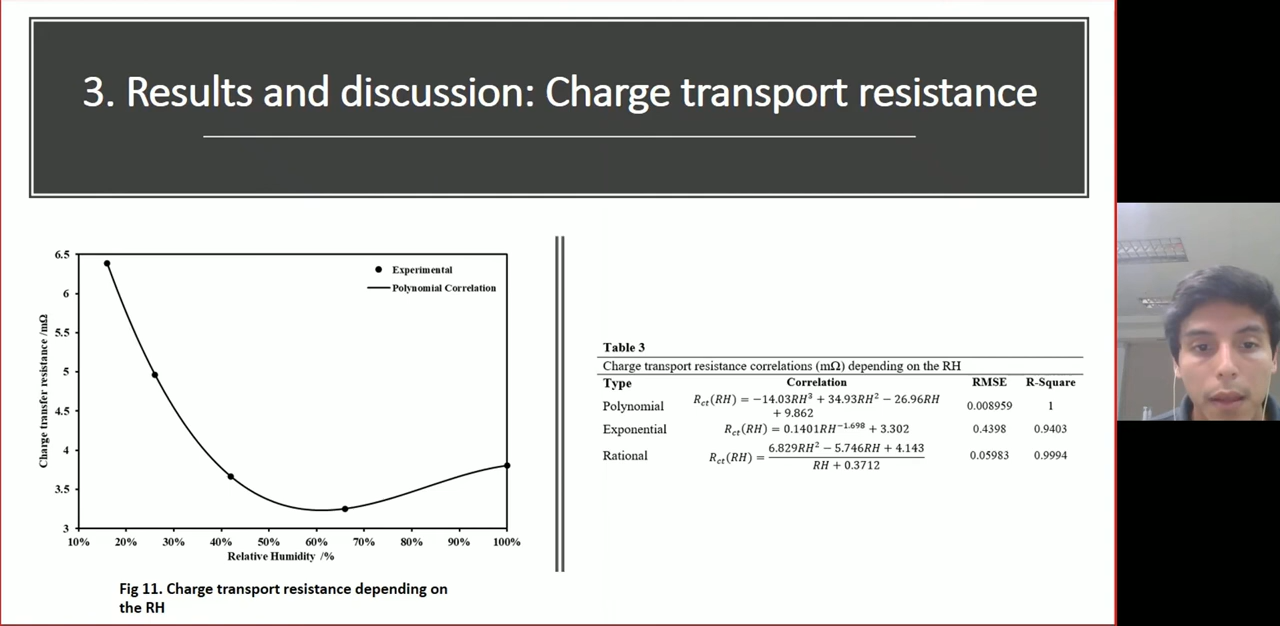 3. Results and discussion: Charge transport resistance
6.5
6
5.5
5
4.5
4
3.5
3
Charge transfer resistance /mΩ
Experimental
Polynomial Correlation
10% 20% 30% 40% 50% 60% 70% 80% 90% 100%
Relative Humidity /%
Fig 11. Charge transport resistance depending on
the RH
Table 3
Charge transport resistance correlations (mΩ) depending on the RH
Type Correlation RMSE R-Square
Polynomial R_ct(RH) = −14.03RH³ + 34.93RH² − 26.96RH + 9.862 0.008959 1
Exponential R_ct(RH) = 0.1401RH^−1.698 + 3.302 0.4398 0.9403
Rational R_ct(RH) = (6.829RH² − 5.746RH + 4.143) / (RH + 0.3712) 0.05983 0.9994